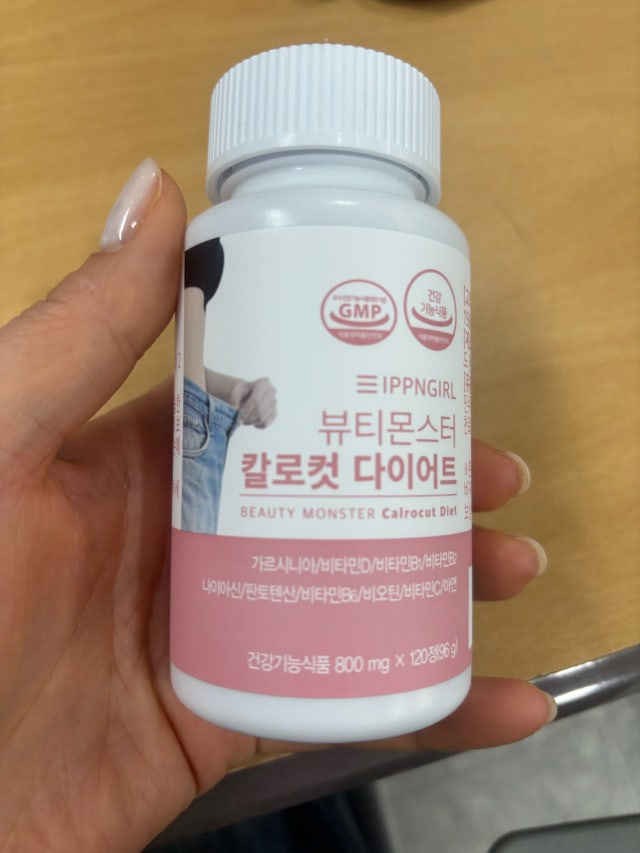 GMP
건강
기능식품
IPPNGIRL
뷰티몬스터
칼로컷 다이어트
BEAUTY MONSTER Calrocut Diet
가르시니아/비타민D/비타민B1/비타민B2
나이아신/판토텐산/비타민B6/비오틴/비타민C/아연
건강기능식품 800 mg × 120정(96 g)